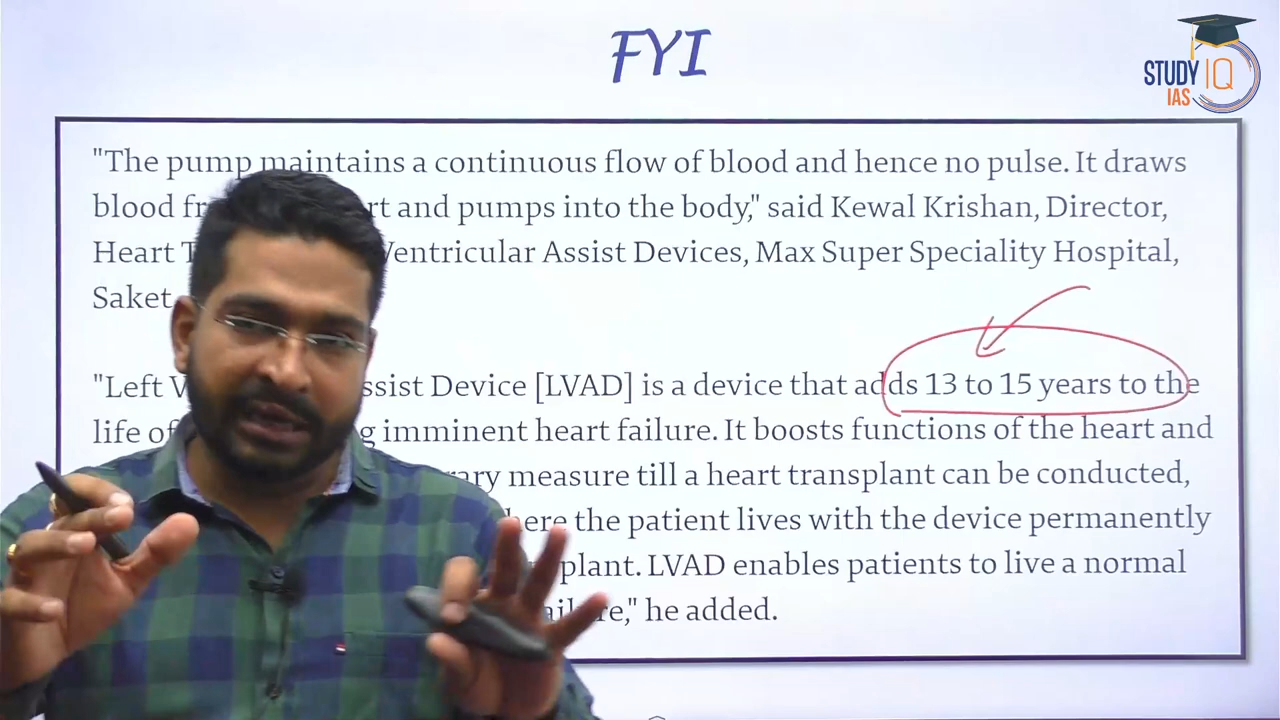 FYI
STUDY IQ
IAS
"The pump maintains a continuous flow of blood and hence no pulse. It draws
blood rt and pumps into the body," said Kewal Krishan, Director,
Heart Ventricular Assist Devices, Max Super Speciality Hospital,
Saket
"Left ssist Device [LVAD] is a device that adds 13 to 15 years to the
life of g imminent heart failure. It boosts functions of the heart and
ary measure till a heart transplant can be conducted,
here the patient lives with the device permanently
plant. LVAD enables patients to live a normal
" he added.